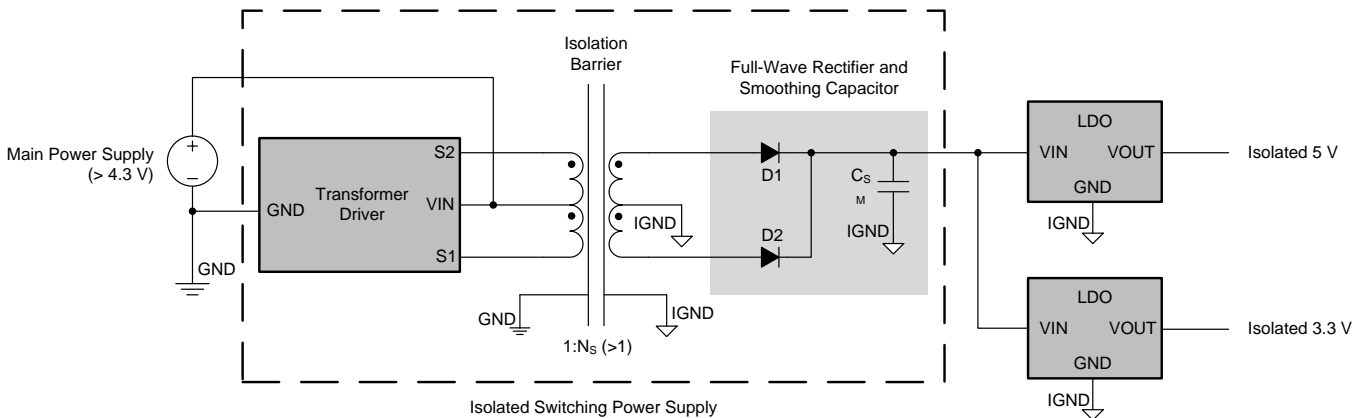 Isolation
Barrier
Full-Wave Rectifier and
Smoothing Capacitor
Main Power Supply
(> 4.3 V)
+
−
GND
GND
Transformer
Driver
S2
VIN
S1
IGND
D1
D2
CS
M
IGND
GND
IGND
1:NS (>1)
Isolated Switching Power Supply
LDO
VIN
VOUT
GND
IGND
Isolated 5 V
LDO
VIN
VOUT
GND
IGND
Isolated 3.3 V